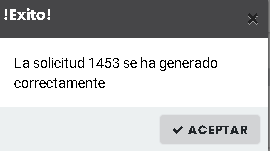 !Exito!
La solicitud 1453 se ha generado
correctamente
ACEPTAR